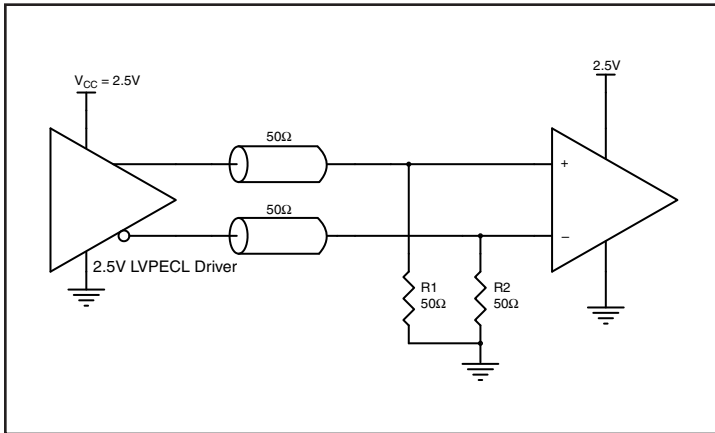 V_CC = 2.5V
2.5V
50Ω
+
50Ω
–
2.5V LVPECL Driver
R1
50Ω
R2
50Ω